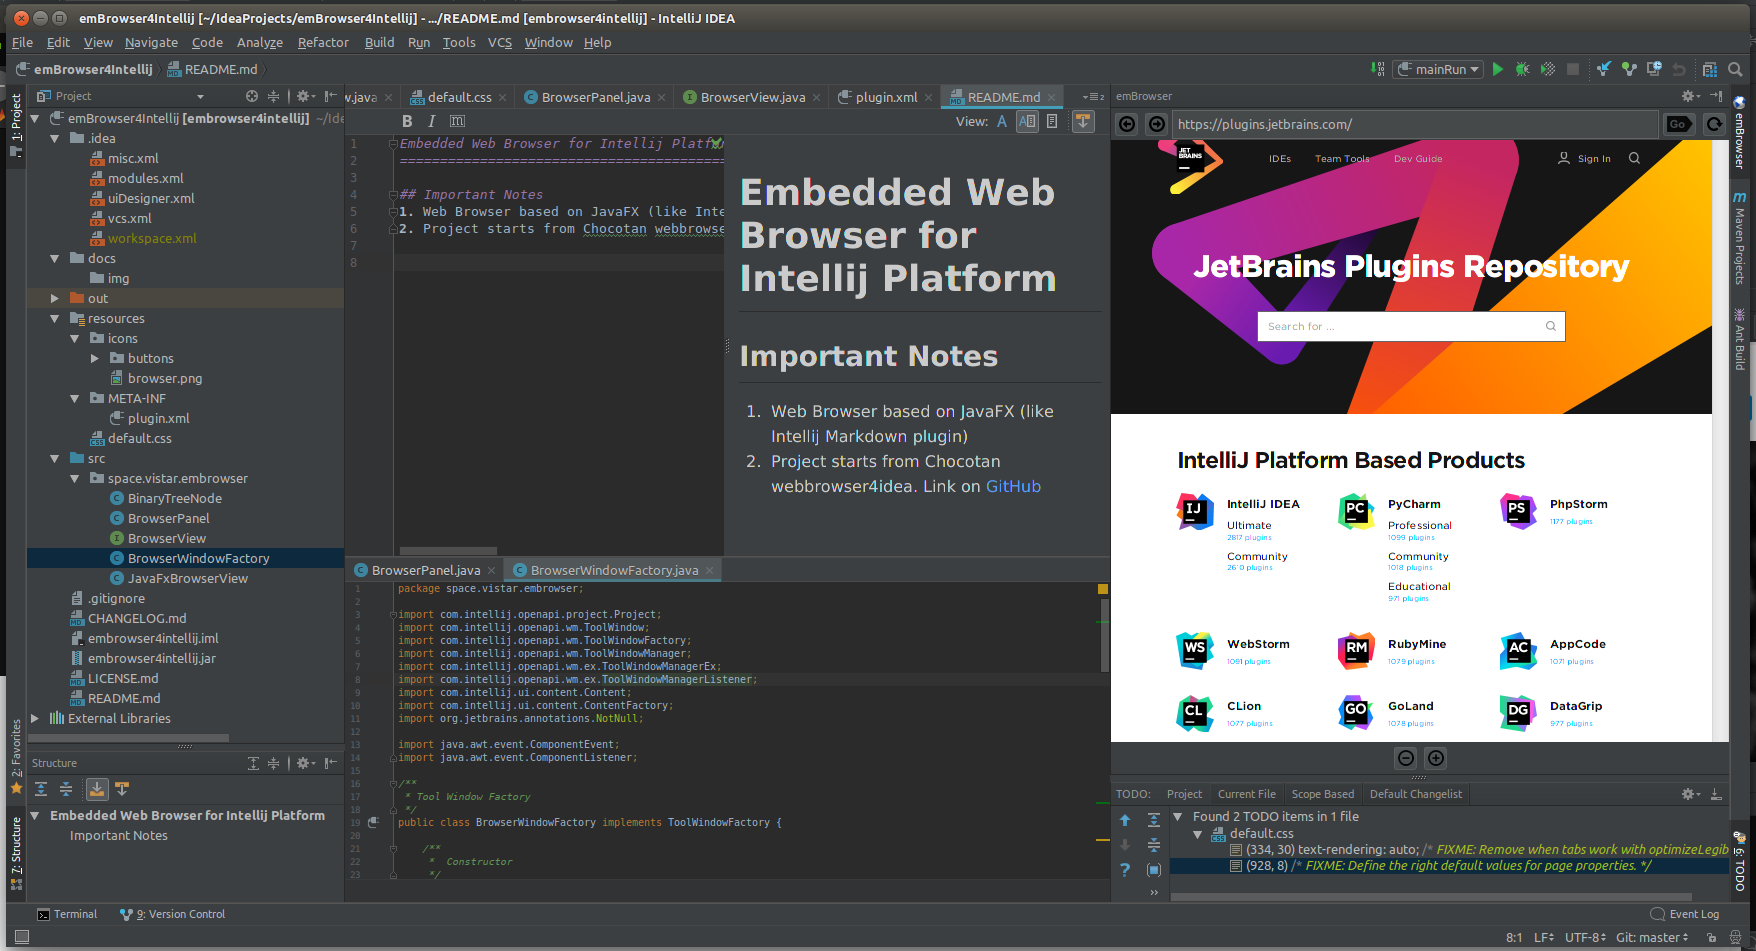 emBrowser4Intellij [~/IdeaProjects/emBrowser4Intellij] - .../README.md [embrowser4intellij] - IntelliJ IDEA
File Edit View Navigate Code Analyze Refactor Build Run Tools VCS Window Help
emBrowser4Intellij README.md
mainRun
1: Project
2: Favorites
7: Structure
Project
emBrowser4Intellij [embrowser4intellij] ~/Ide
.idea
misc.xml
modules.xml
uiDesigner.xml
vcs.xml
workspace.xml
docs
img
out
resources
icons
buttons
browser.png
META-INF
plugin.xml
default.css
src
space.vistar.embrowser
BinaryTreeNode
BrowserPanel
BrowserView
BrowserWindowFactory
JavaFxBrowserView
.gitignore
CHANGELOG.md
embrowser4intellij.iml
embrowser4intellij.jar
LICENSE.md
README.md
External Libraries
Structure
Embedded Web Browser for Intellij Platform
Important Notes
w.java default.css BrowserPanel.java BrowserView.java plugin.xml README.md
B I m View: A
1 Embedded Web Browser for Intellij Platf
2 =========================================
3
4 ## Important Notes
5 1. Web Browser based on JavaFX (like Inte
6 2. Project starts from Chocotan webbrowse
7
8
Embedded Web
Browser for
Intellij Platform
Important Notes
1. Web Browser based on JavaFX (like
Intellij Markdown plugin)
2. Project starts from Chocotan
webbrowser4idea. Link on GitHub
BrowserPanel.java BrowserWindowFactory.java
1 package space.vistar.embrowser;
2
3 import com.intellij.openapi.project.Project;
4 import com.intellij.openapi.wm.ToolWindow;
5 import com.intellij.openapi.wm.ToolWindowFactory;
6 import com.intellij.openapi.wm.ToolWindowManager;
7 import com.intellij.openapi.wm.ex.ToolWindowManagerEx;
8 import com.intellij.openapi.wm.ex.ToolWindowManagerListener;
9 import com.intellij.ui.content.Content;
10 import com.intellij.ui.content.ContentFactory;
11 import org.jetbrains.annotations.NotNull;
12
13 import java.awt.event.ComponentEvent;
14 import java.awt.event.ComponentListener;
15
16 /**
17 * Tool Window Factory
18 */
19 public class BrowserWindowFactory implements ToolWindowFactory {
20
21 /**
22 * Constructor
23 */
emBrowser
https://plugins.jetbrains.com/ Go
JET BRAINS
IDEs Team Tools Dev Guide Sign In
JetBrains Plugins Repository
Search for ...
IntelliJ Platform Based Products
IJ IntelliJ IDEA
Ultimate
2817 plugins
Community
2610 plugins
PC PyCharm
Professional
1099 plugins
Community
1018 plugins
Educational
971 plugins
PS PhpStorm
1177 plugins
WS WebStorm
1091 plugins
RM RubyMine
1079 plugins
AC AppCode
1071 plugins
CL CLion
1077 plugins
GO GoLand
1078 plugins
DG DataGrip
977 plugins
TODO: Project Current File Scope Based Default Changelist
Found 2 TODO items in 1 file
default.css
(334, 30) text-rendering: auto; /* FIXME: Remove when tabs work with optimizeLegib
(928, 8) /* FIXME: Define the right default values for page properties. */
emBrowser
m Maven Projects
Ant Build
6: TODO
Terminal 9: Version Control Event Log
8:1 LF UTF-8 Git: master